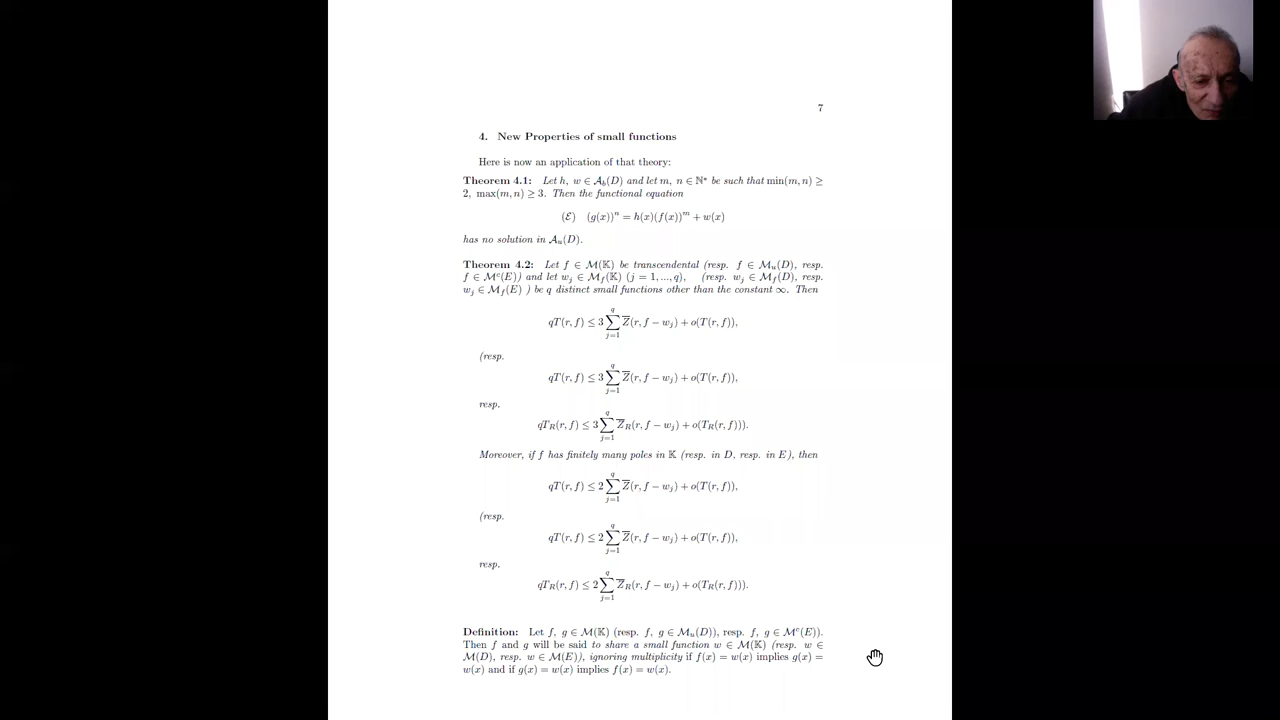 7
4. New Properties of small functions
Here is now an application of that theory:
Theorem 4.1: Let h, w ∈ 𝒜_b(D) and let m, n ∈ ℕ* be such that min(m, n) ≥
2, max(m, n) ≥ 3. Then the functional equation
(ℰ) (g(x))^n = h(x)(f(x))^m + w(x)
has no solution in 𝒜_u(D).
Theorem 4.2: Let f ∈ ℳ(𝕂) be transcendental (resp. f ∈ ℳ_u(D), resp.
f ∈ ℳ^c(E)) and let w_j ∈ ℳ_f(𝕂) (j = 1, ..., q), (resp. w_j ∈ ℳ_f(D), resp.
w_j ∈ ℳ_f(E) ) be q distinct small functions other than the constant ∞. Then
qT(r, f) ≤ 3 ∑_{j=1}^{q} Z̅(r, f − w_j) + o(T(r, f)),
(resp.
qT(r, f) ≤ 3 ∑_{j=1}^{q} Z̅(r, f − w_j) + o(T(r, f)),
resp.
qT_R(r, f) ≤ 3 ∑_{j=1}^{q} Z̅_R(r, f − w_j) + o(T_R(r, f))).
Moreover, if f has finitely many poles in 𝕂 (resp. in D, resp. in E), then
qT(r, f) ≤ 2 ∑_{j=1}^{q} Z̅(r, f − w_j) + o(T(r, f)),
(resp.
qT(r, f) ≤ 2 ∑_{j=1}^{q} Z̅(r, f − w_j) + o(T(r, f)),
resp.
qT_R(r, f) ≤ 2 ∑_{j=1}^{q} Z̅_R(r, f − w_j) + o(T_R(r, f))).
Definition: Let f, g ∈ ℳ(𝕂) (resp. f, g ∈ ℳ_u(D)), resp. f, g ∈ ℳ^c(E)).
Then f and g will be said to share a small function w ∈ ℳ(𝕂) (resp. w ∈
ℳ(D), resp. w ∈ ℳ(E)), ignoring multiplicity if f(x) = w(x) implies g(x) =
w(x) and if g(x) = w(x) implies f(x) = w(x).